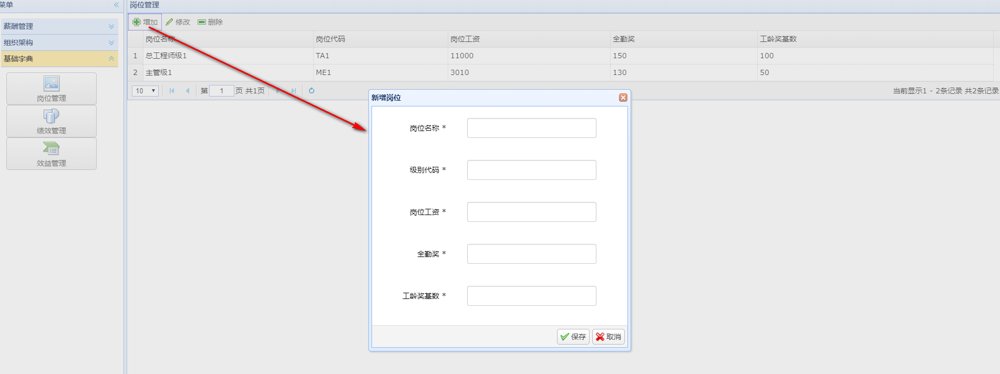 菜单
薪酬管理
组织架构
基础字典
岗位管理
绩效管理
效益管理
岗位管理
增加 修改 删除
岗位名称 岗位代码 岗位工资 全勤奖 工龄奖基数
1 总工程师级1 TA1 11000 150 100
2 主管级1 ME1 3010 130 50
10 第 1 页 共1页 当前显示1 - 2条记录 共2条记录
新增岗位
岗位名称 *
级别代码 *
岗位工资 *
全勤奖 *
工龄奖基数 *
保存 取消